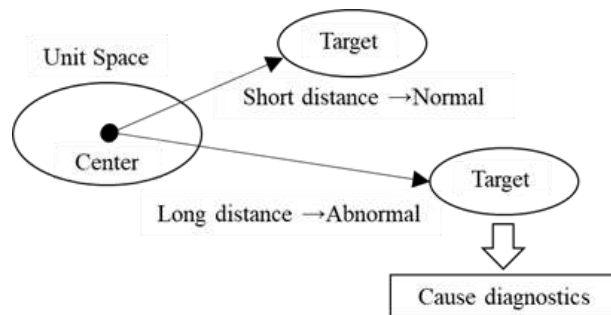 Target
Unit Space
Short distance →Normal
Center
Target
Long distance →Abnormal
Cause diagnostics